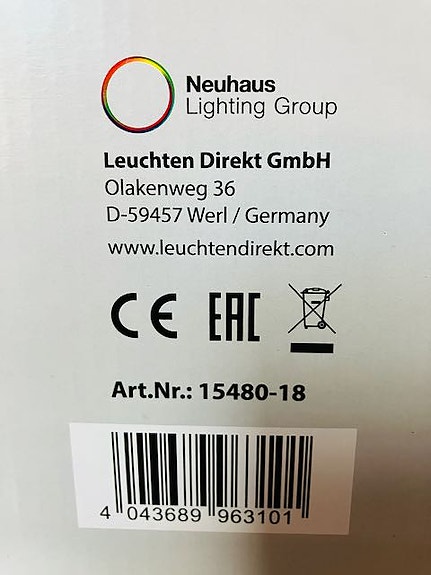 Neuhaus
Lighting Group
Leuchten Direkt GmbH
Olakenweg 36
D-59457 Werl / Germany
www.leuchtendirekt.com
CE EAC
Art.Nr.: 15480-18
4 043689 963101